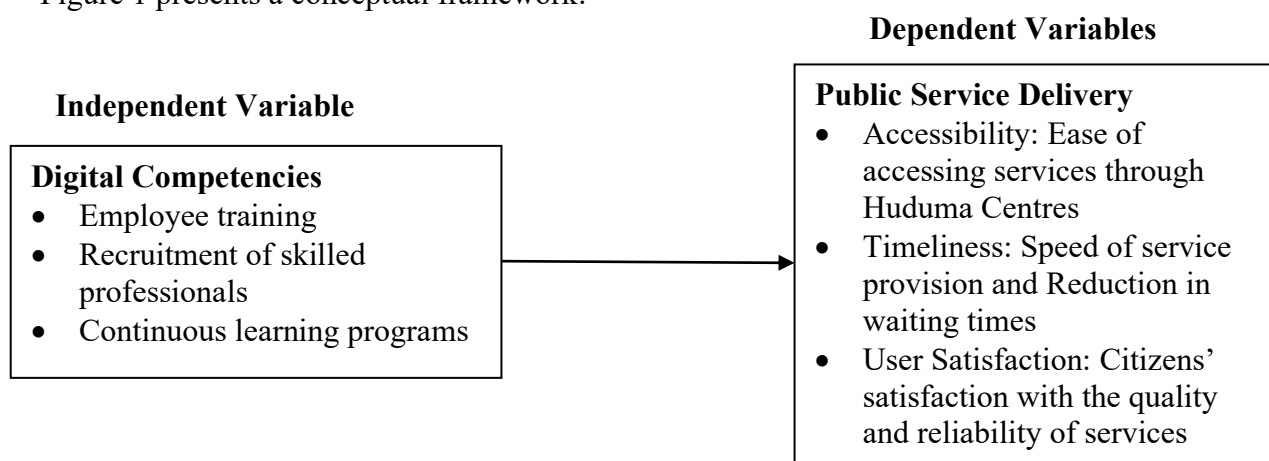 Figure 1 presents a conceptual framework.
Dependent Variables
Independent Variable
Digital Competencies
• Employee training
• Recruitment of skilled
professionals
• Continuous learning programs
Public Service Delivery
• Accessibility: Ease of
accessing services through
Huduma Centres
• Timeliness: Speed of service
provision and Reduction in
waiting times
• User Satisfaction: Citizens’
satisfaction with the quality
and reliability of services